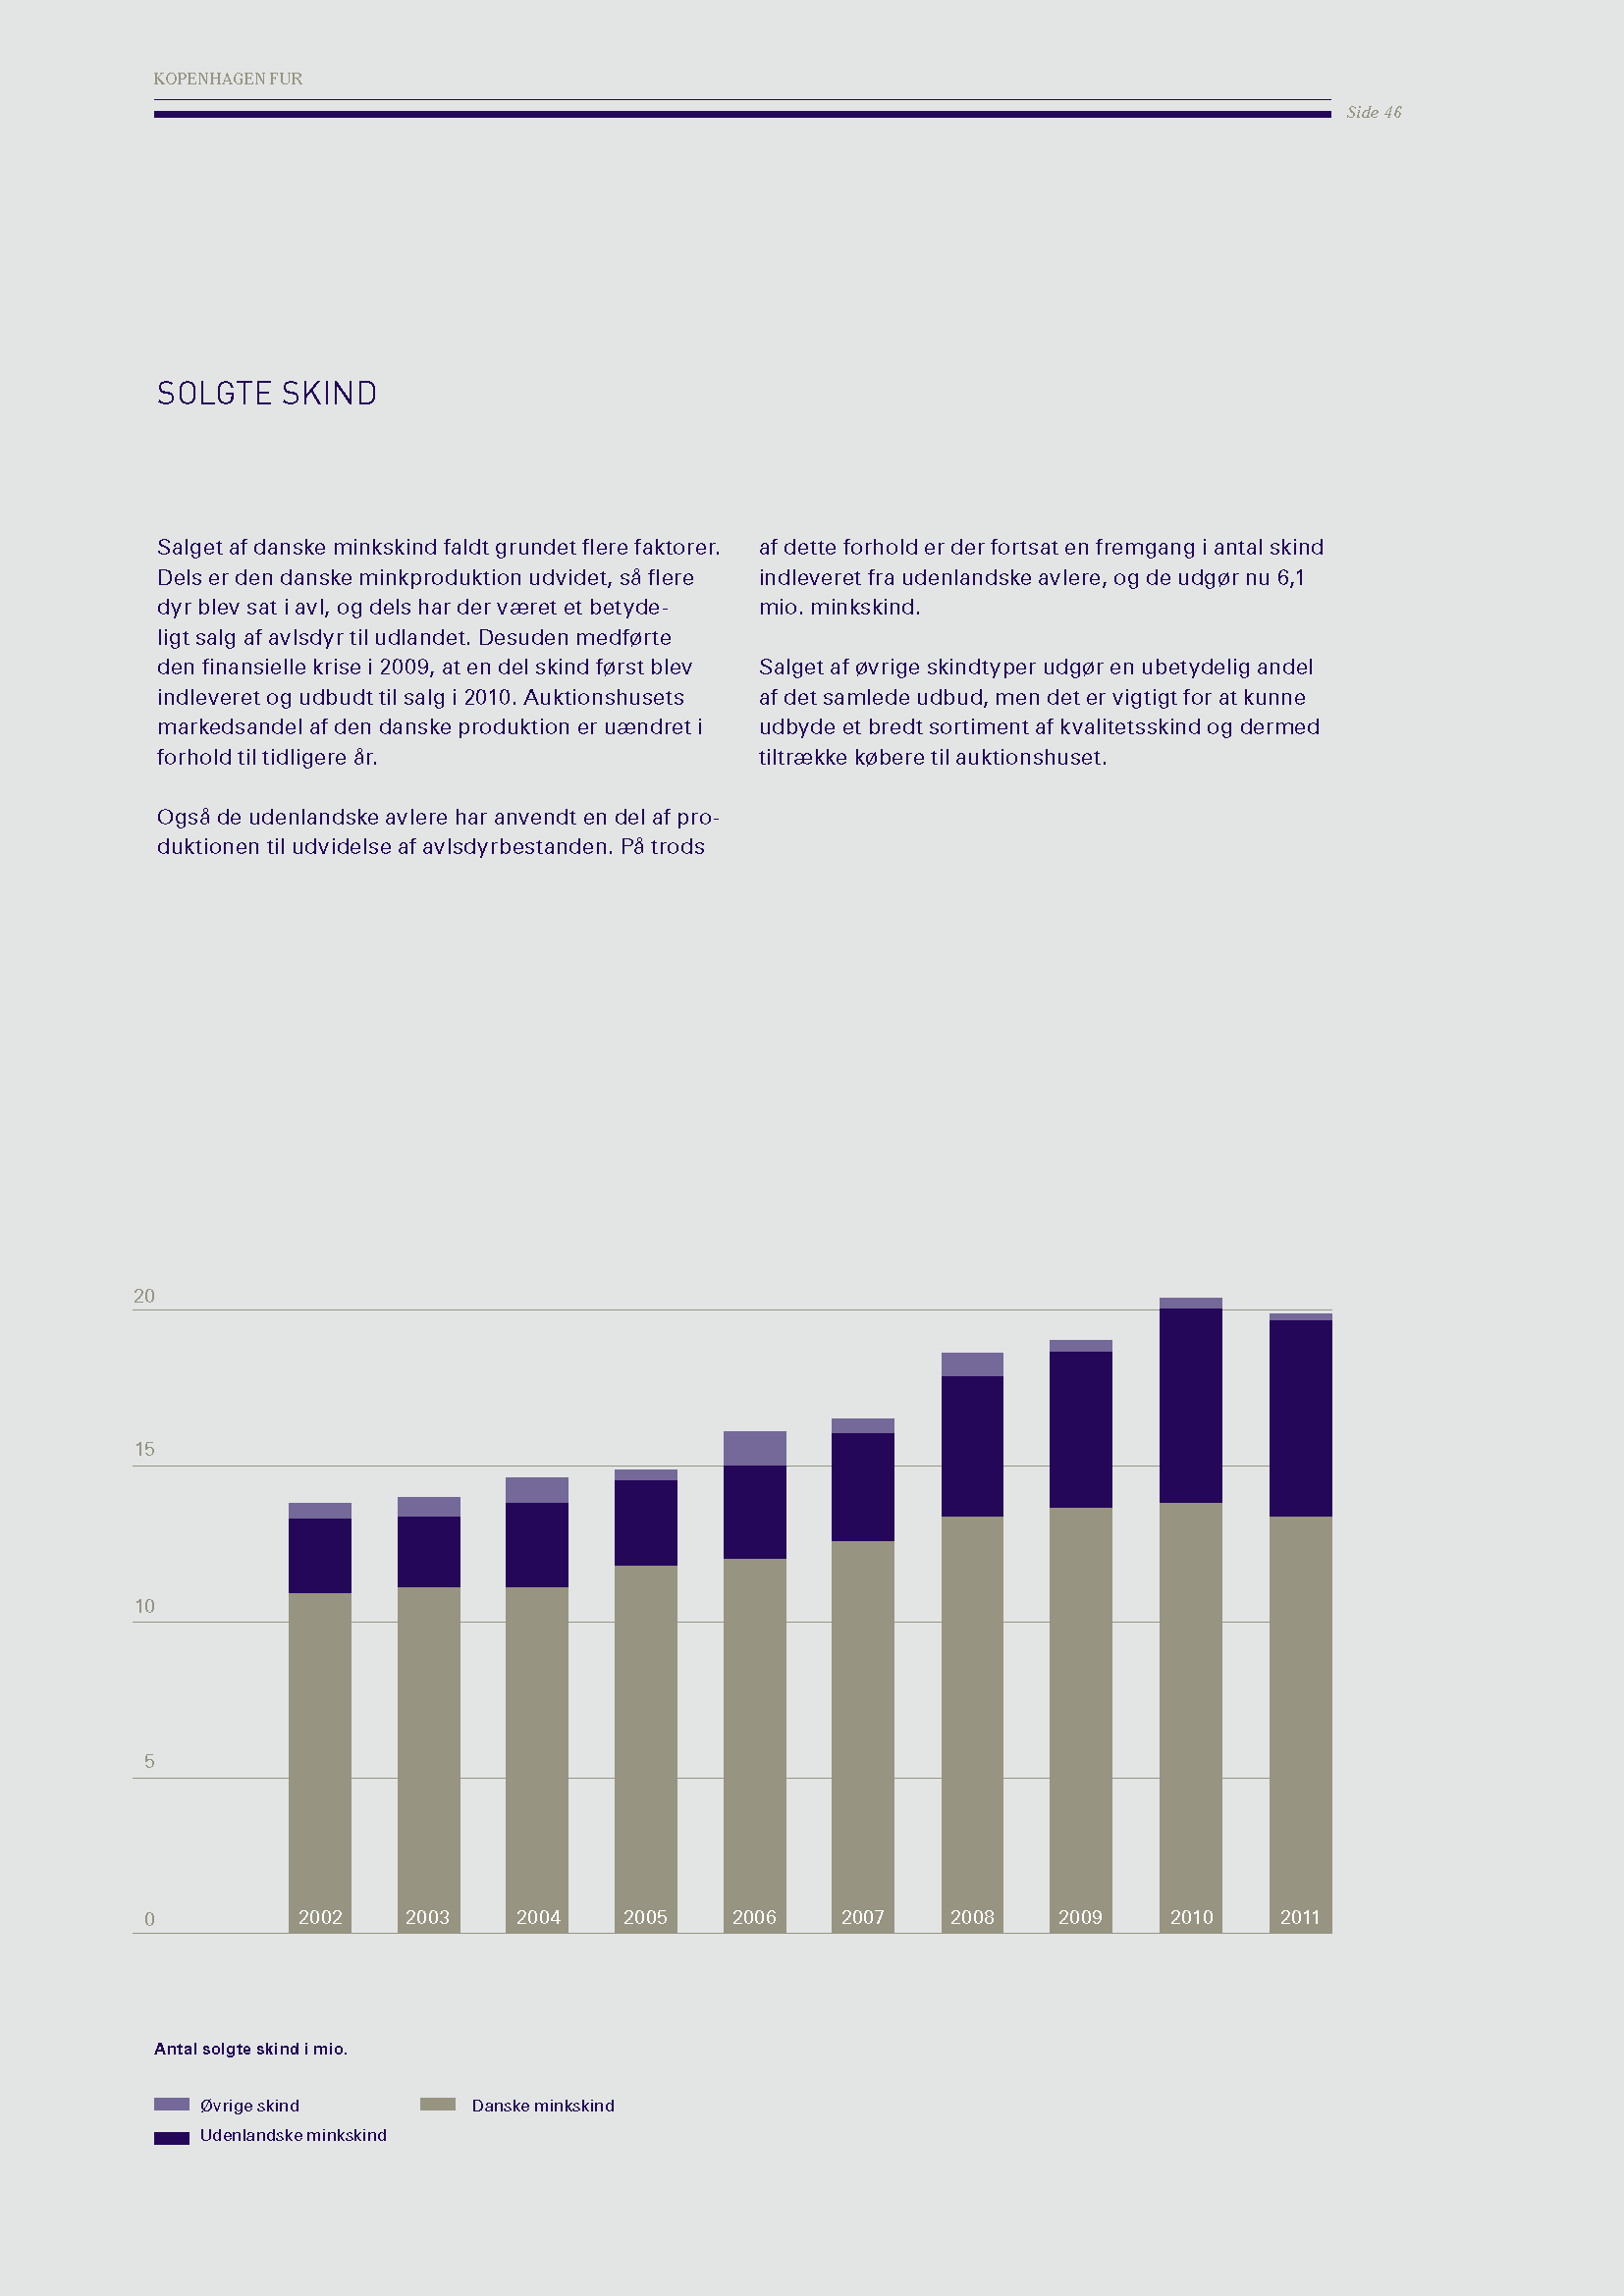 KOPENHAGEN FUR
Side 46
SOLGTE SKIND
Salget af danske minkskind faldt grundet flere faktorer.
Dels er den danske minkproduktion udvidet, så flere
dyr blev sat i avl, og dels har der været et betyde-
ligt salg af avlsdyr til udlandet. Desuden medførte
den finansielle krise i 2009, at en del skind først blev
indleveret og udbudt til salg i 2010. Auktionshusets
markedsandel af den danske produktion er uændret i
forhold til tidligere år.
Også de udenlandske avlere har anvendt en del af pro-
duktionen til udvidelse af avlsdyrbestanden. På trods
af dette forhold er der fortsat en fremgang i antal skind
indleveret fra udenlandske avlere, og de udgør nu 6,1
mio. minkskind.
Salget af øvrige skindtyper udgør en ubetydelig andel
af det samlede udbud, men det er vigtigt for at kunne
udbyde et bredt sortiment af kvalitetsskind og dermed
tiltrække købere til auktionshuset.
20
15
10
5
0
2002 2003 2004 2005 2006 2007 2008 2009 2010 2011
Antal solgte skind i mio.
Øvrige skind
Danske minkskind
Udenlandske minkskind